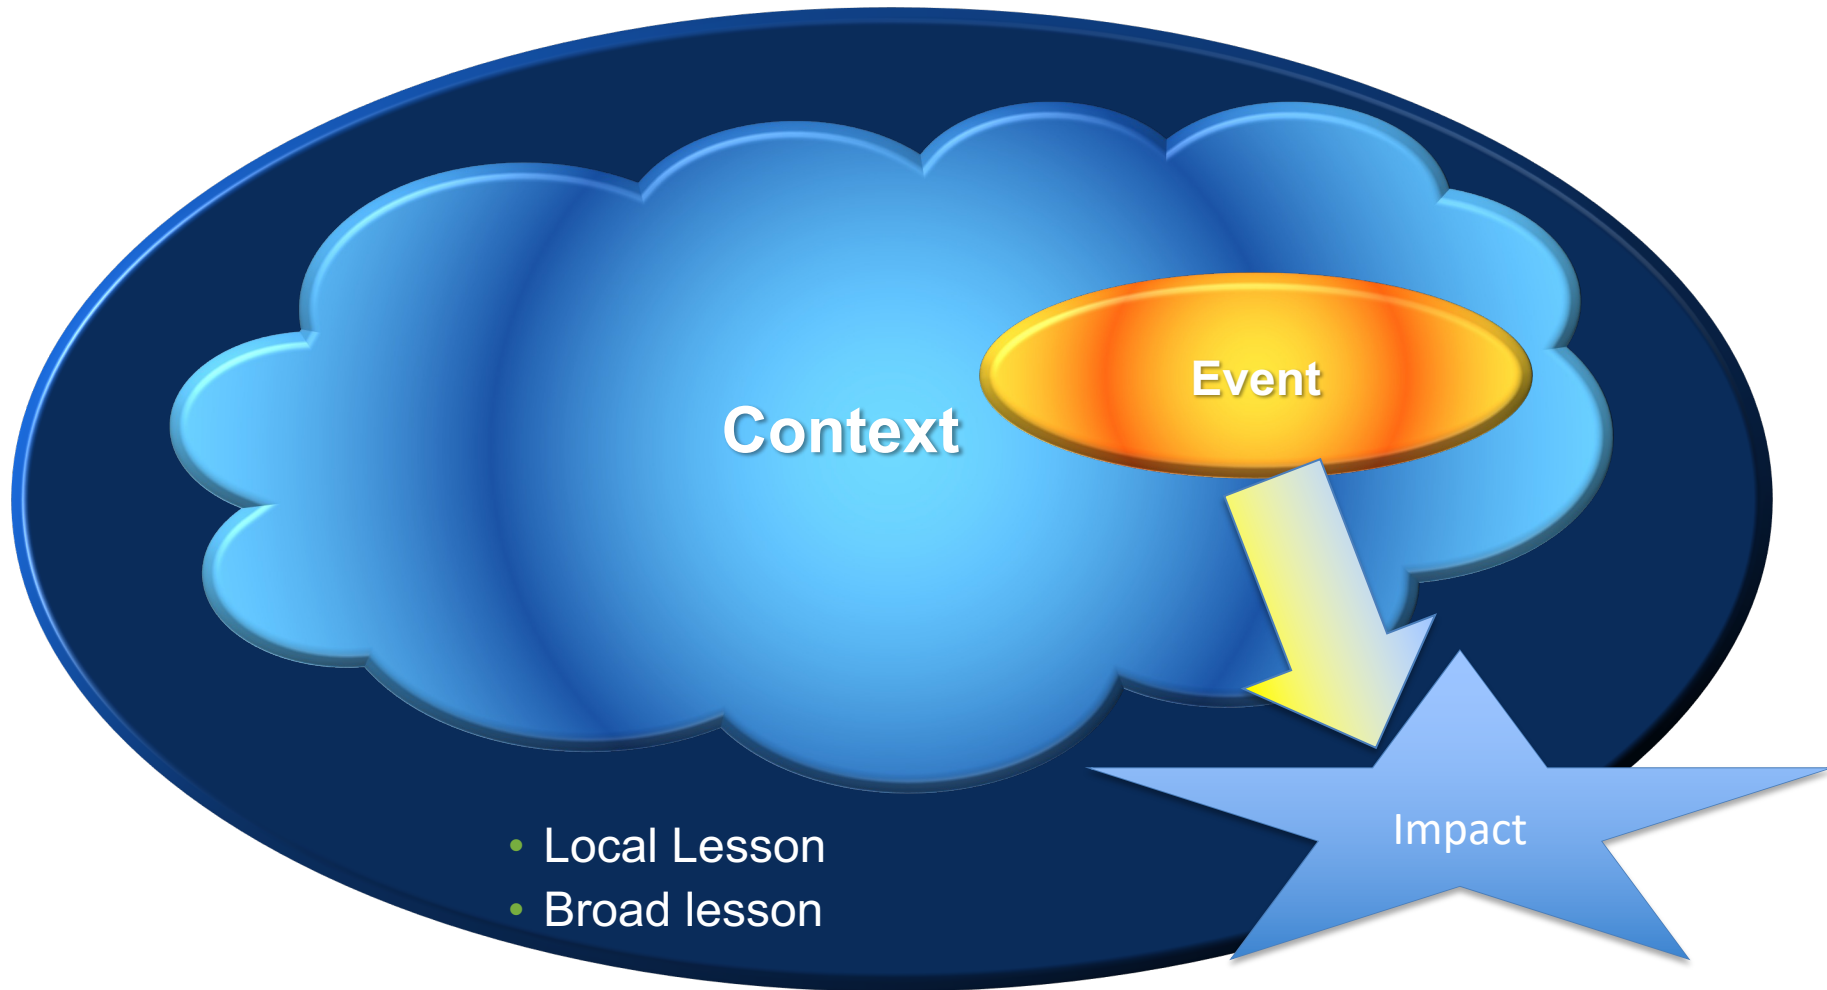 Event
Context
Impact
• Local Lesson
• Broad lesson